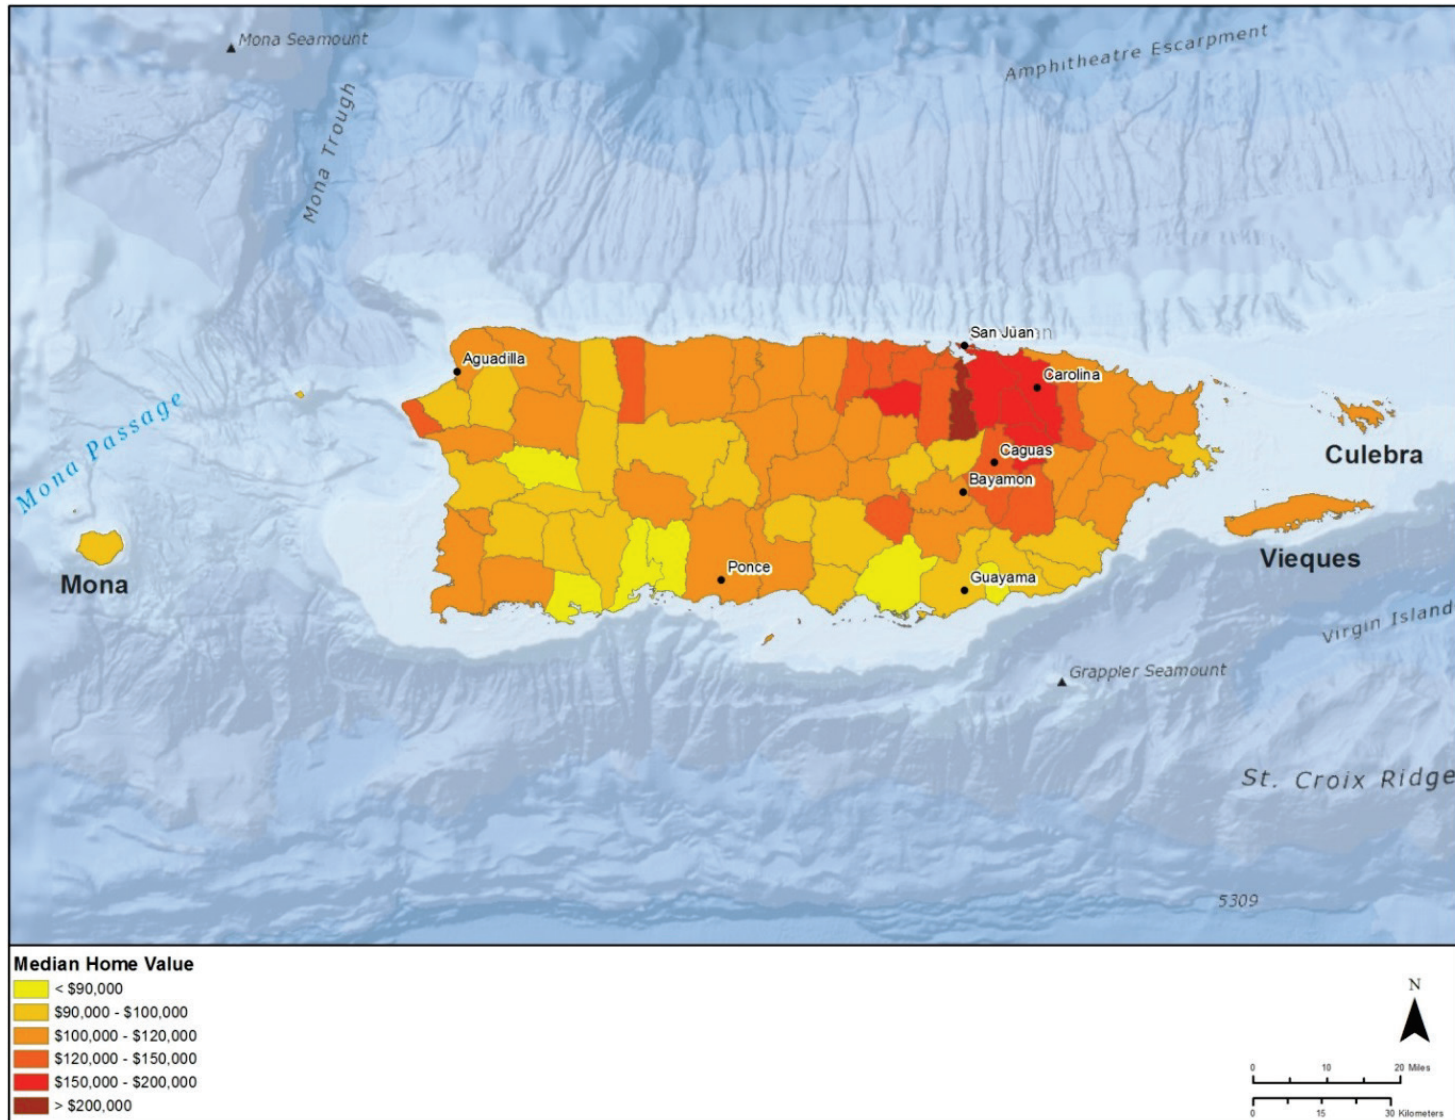 Mona Seamount
Amphitheatre Escarpment
Mona Trough
San Júan
Aguadilla
Carolina
Mona Passage
Caguas
Culebra
Bayamon
Vieques
Mona
Ponce
Guayama
Virgin Island
Grappler Seamount
St. Croix Ridge
5309
Median Home Value
< $90,000
$90,000 - $100,000
$100,000 - $120,000
$120,000 - $150,000
$150,000 - $200,000
> $200,000
N
0 10 20 Miles
0 15 30 Kilometers